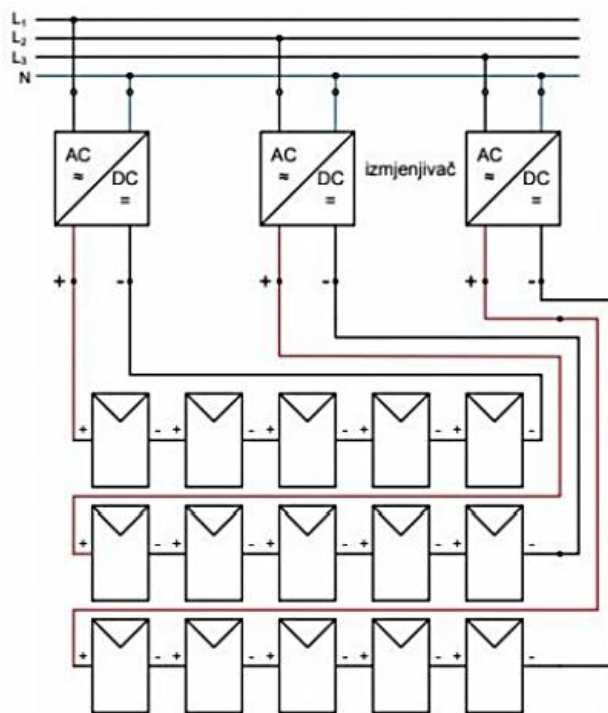 L₁
L₂
L₃
N
AC ≈ DC = AC ≈ DC = izmjenjivač AC ≈ DC =
+ - + - + -
+ - + - + - + - + -
+ - + - + - + - + -
+ - + - + - + - + -